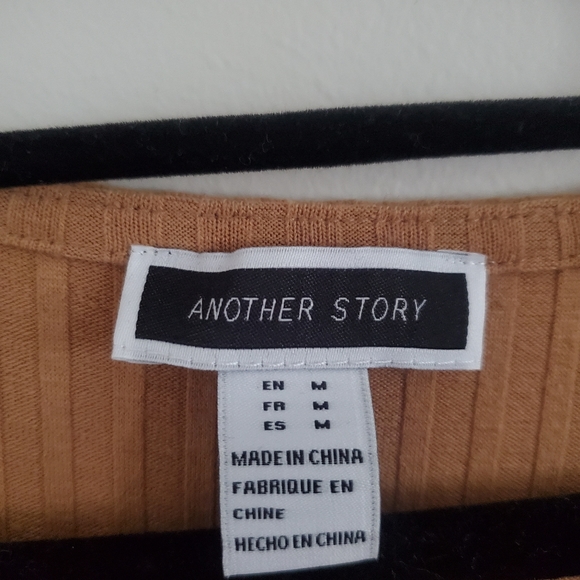 ANOTHER STORY
EN M
FR M
ES M
MADE IN CHINA
FABRIQUE EN
CHINE
HECHO EN CHINA